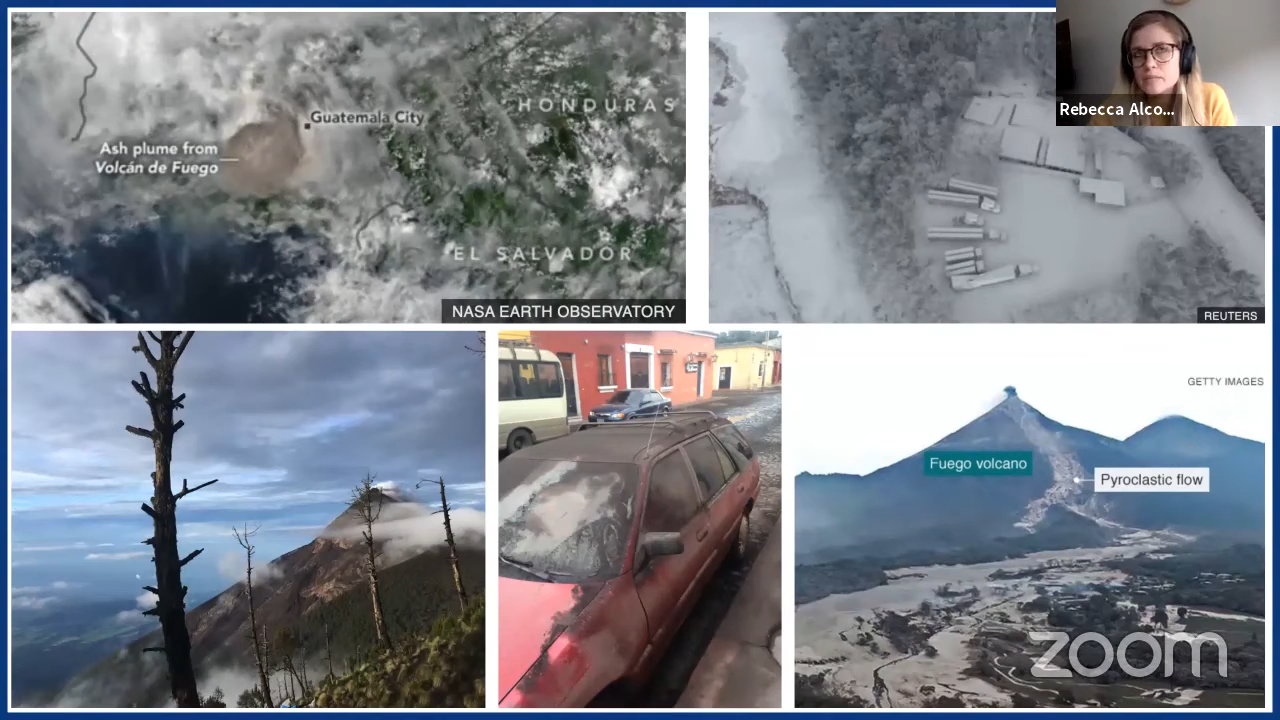 Guatemala City
HONDURAS
Ash plume from
Volcán de Fuego
EL SALVADOR
NASA EARTH OBSERVATORY
REUTERS
Rebecca Alco...
GETTY IMAGES
Fuego volcano
Pyroclastic flow
zoom